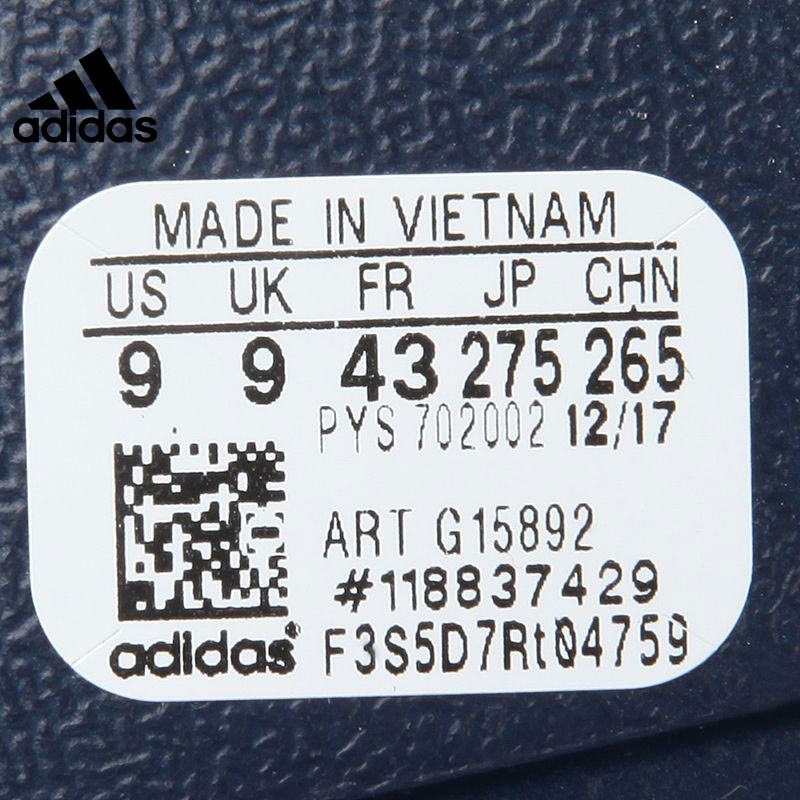 adidas
MADE IN VIETNAM
US UK FR JP CHN
9 9 43 275 265
PYS 702002 12/17
ART G15892
#118837429
adidas® F3S5D7Rt04759